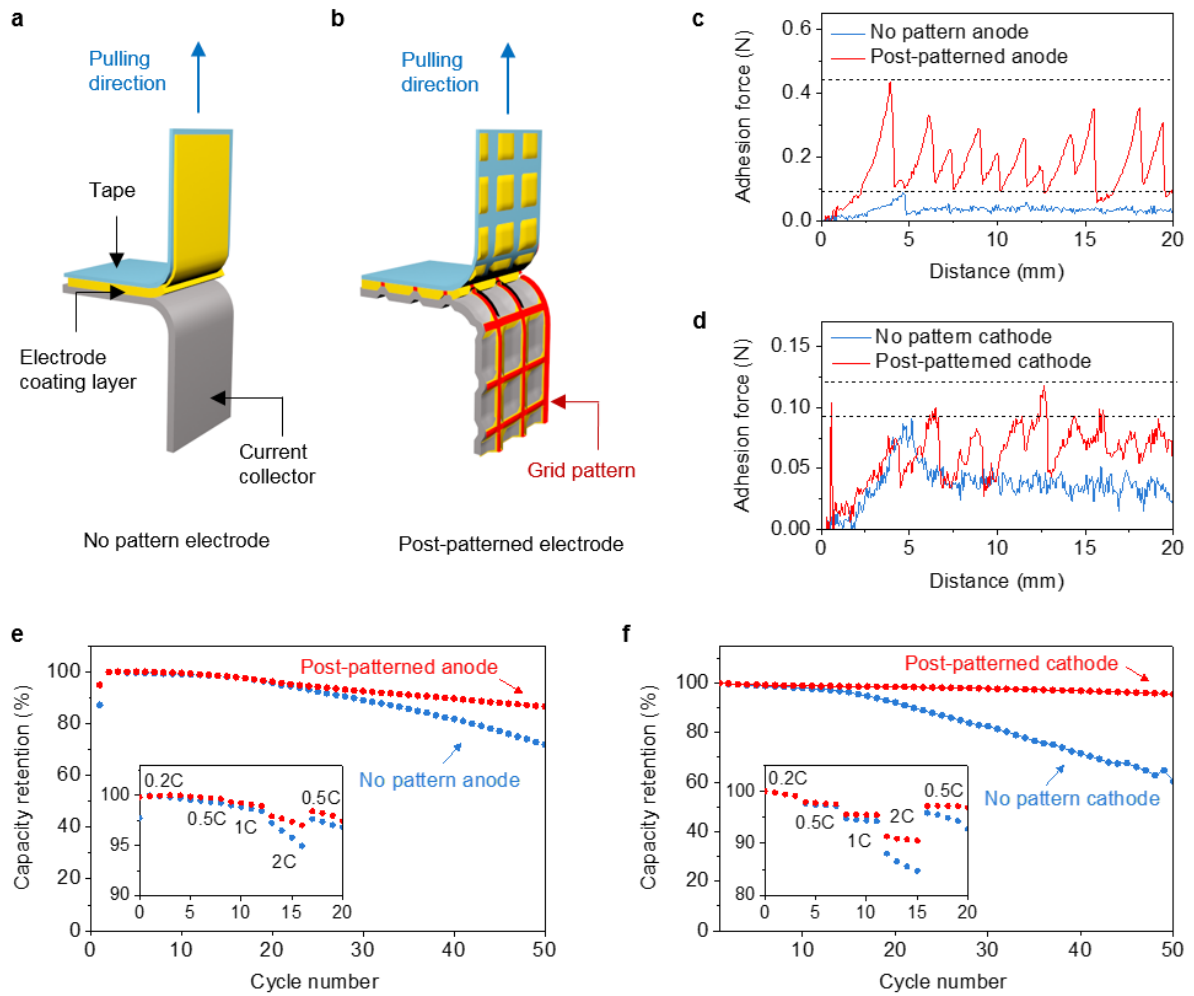 a
Pulling
direction
Tape
Electrode
coating layer
Current
collector
No pattern electrode
b
Pulling
direction
Grid pattern
Post-patterned electrode
c
Adhesion force (N)
0.6
0.4
0.2
0.0
No pattern anode
Post-patterned anode
0
5
10
15
20
Distance (mm)
d
Adhesion force (N)
0.15
0.10
0.05
0.00
No pattern cathode
Post-patterned cathode
0
5
10
15
20
Distance (mm)
e
Capacity retention (%)
100
80
60
40
20
0
Post-patterned anode
No pattern anode
100
95
90
0.2C
0.5C
1C
2C
0.5C
0
5
10
15
20
0
10
20
30
40
50
Cycle number
f
Capacity retention (%)
100
80
60
40
20
0
Post-patterned cathode
No pattern cathode
100
90
80
0.2C
0.5C
1C
2C
0.5C
0
5
10
15
20
10
20
30
40
50
Cycle number